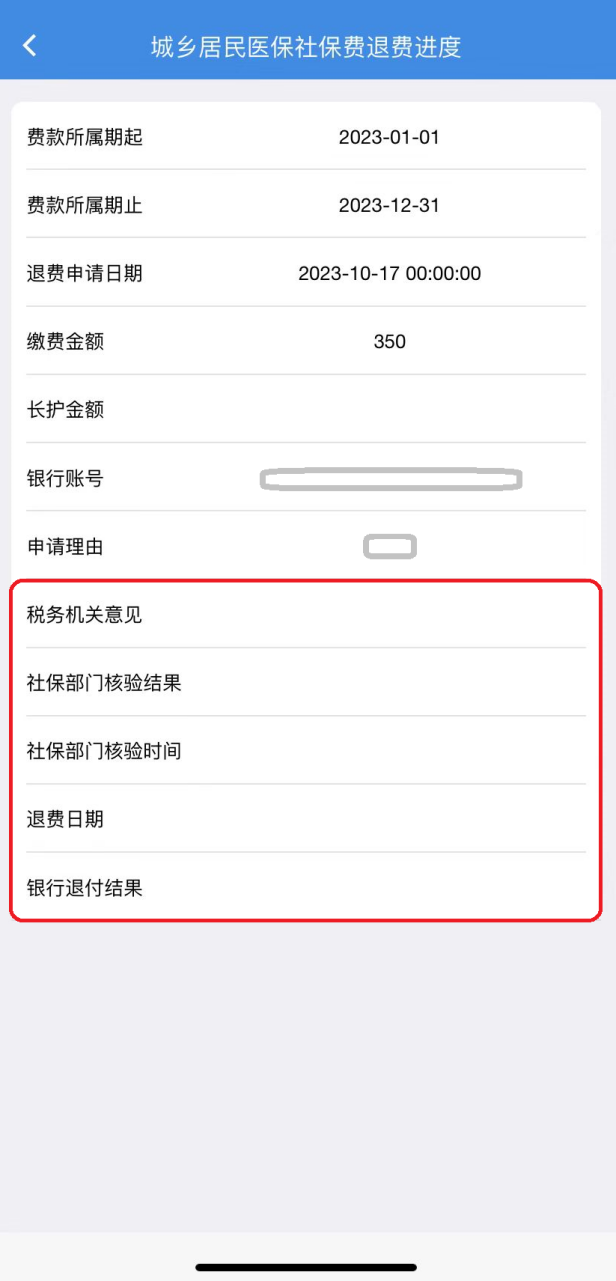 城乡居民医保社保费退费进度
费款所属期起 2023-01-01
费款所属期止 2023-12-31
退费申请日期 2023-10-17 00:00:00
缴费金额 350
长护金额
银行账号
申请理由
税务机关意见
社保部门核验结果
社保部门核验时间
退费日期
银行退付结果